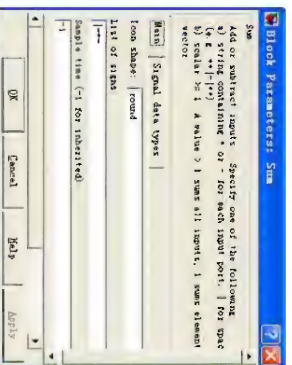 Block Parameters: Sum
Sum
Add or subtract inputs. Specify one of the following
a) string containing + or - for each input port, | for spac
(e.g. ++|-|++)
b) scalar >= 1. A value > 1 sums all inputs, 1 sums element
vector
Main Signal data types
Icon shape: round
List of signs
|-+-
Sample time (-1 for inherited)
-1
OK Cancel Help Apply